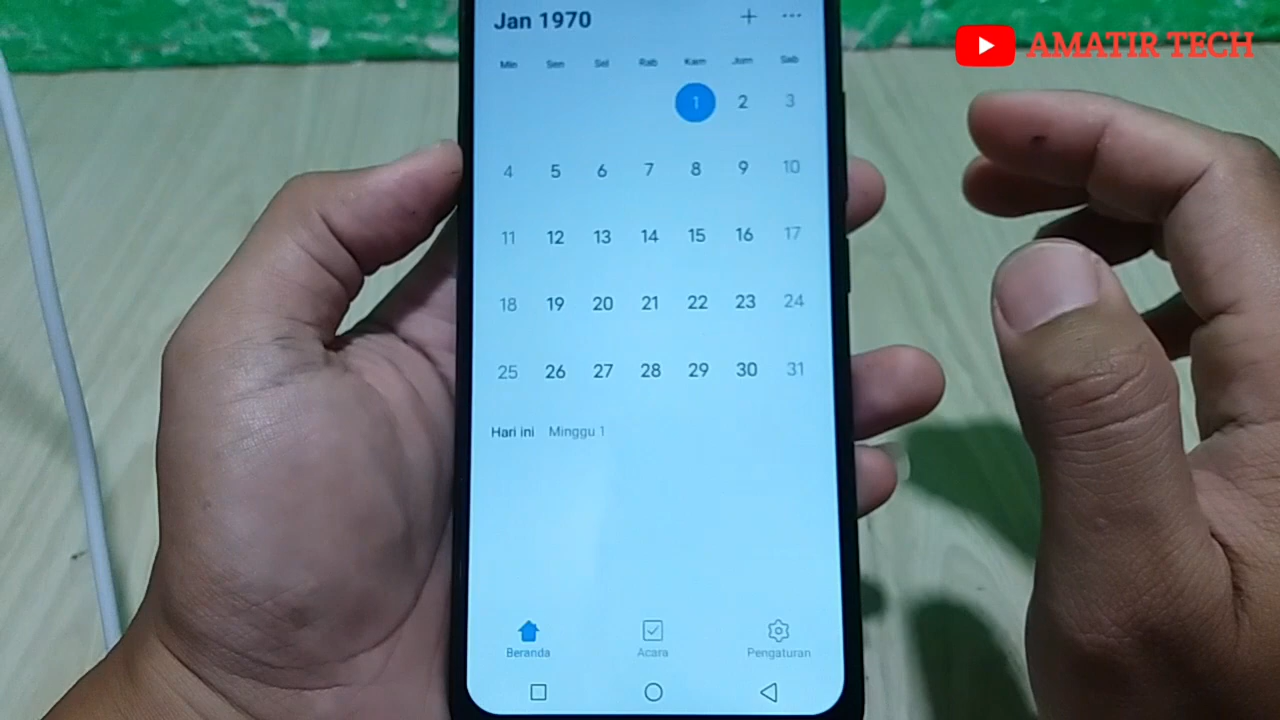 Jan 1970
AMATIR TECH
Min Sen Sel Rab Kam Jum Sab
1 2 3
4 5 6 7 8 9 10
11 12 13 14 15 16 17
18 19 20 21 22 23 24
25 26 27 28 29 30 31
Hari ini Minggu 1
Beranda Acara Pengaturan